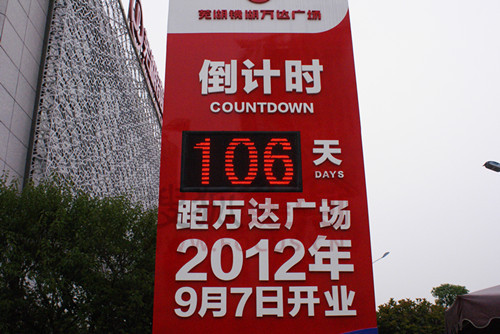 芜湖镜湖万达广场
倒计时
COUNTDOWN
106 天
DAYS
距万达广场
2012年
9月7日开业